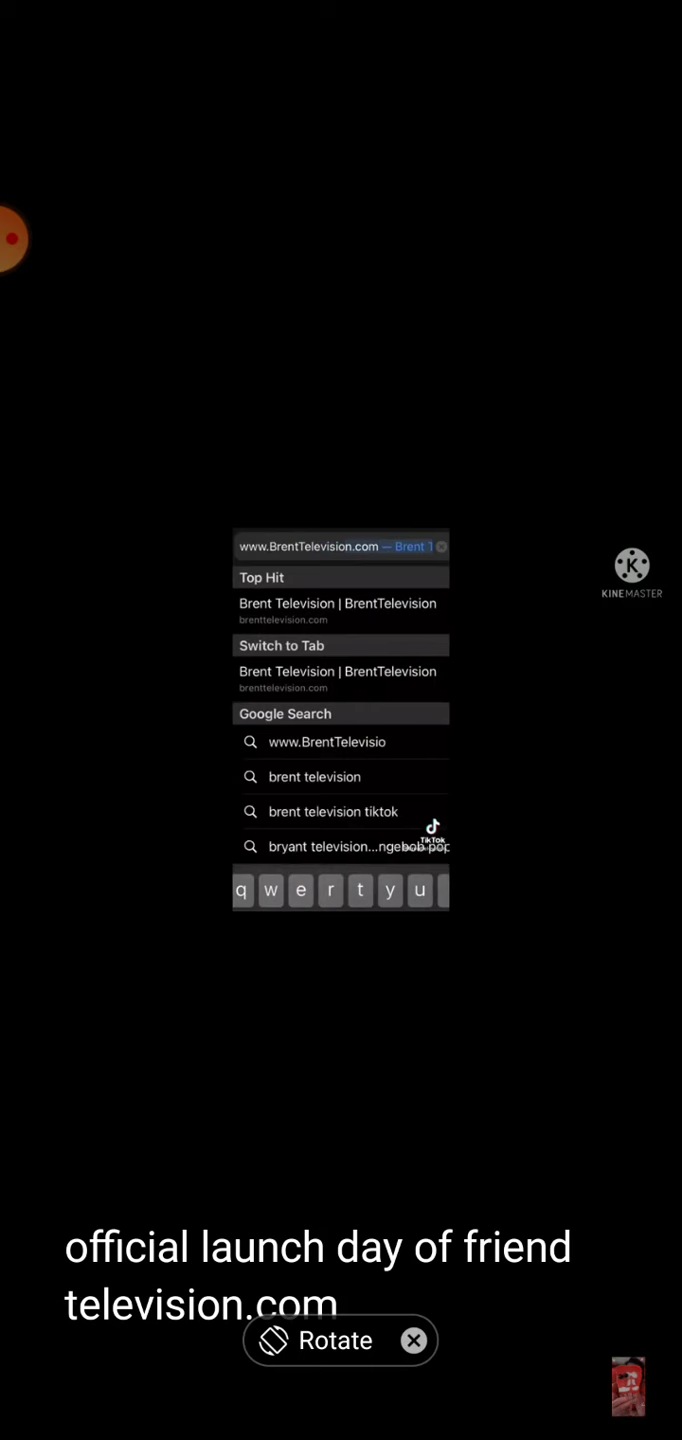 www.BrentTelevision.com — Brent T
Top Hit
Brent Television | BrentTelevision
brenttelevision.com
Switch to Tab
Brent Television | BrentTelevision
brenttelevision.com
Google Search
www.BrentTelevisio
brent television
brent television tiktok
TikTok
bryant television...ngebob pop
q w e r t y u
K
KINEMASTER
official launch day of friend
television.com
Rotate